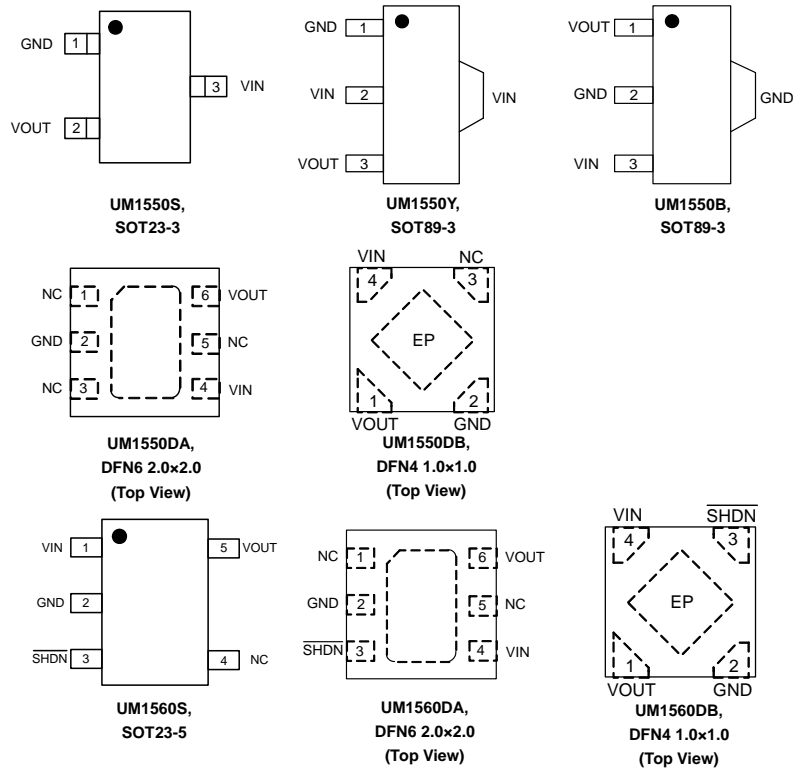 GND 1
3 VIN
VOUT 2
UM1550S,
SOT23-3
GND 1
VIN 2
VIN
VOUT 3
UM1550Y,
SOT89-3
VOUT 1
GND 2
GND
VIN 3
UM1550B,
SOT89-3
NC 1
6 VOUT
GND 2
5 NC
NC 3
4 VIN
UM1550DA,
DFN6 2.0×2.0
(Top View)
VIN NC
4 3
EP
1 2
VOUT GND
UM1550DB,
DFN4 1.0×1.0
(Top View)
VIN 1
5 VOUT
GND 2
SHDN 3
4 NC
UM1560S,
SOT23-5
NC 1
6 VOUT
GND 2
5 NC
SHDN 3
4 VIN
UM1560DA,
DFN6 2.0×2.0
(Top View)
VIN SHDN
4 3
EP
1 2
VOUT GND
UM1560DB,
DFN4 1.0×1.0
(Top View)